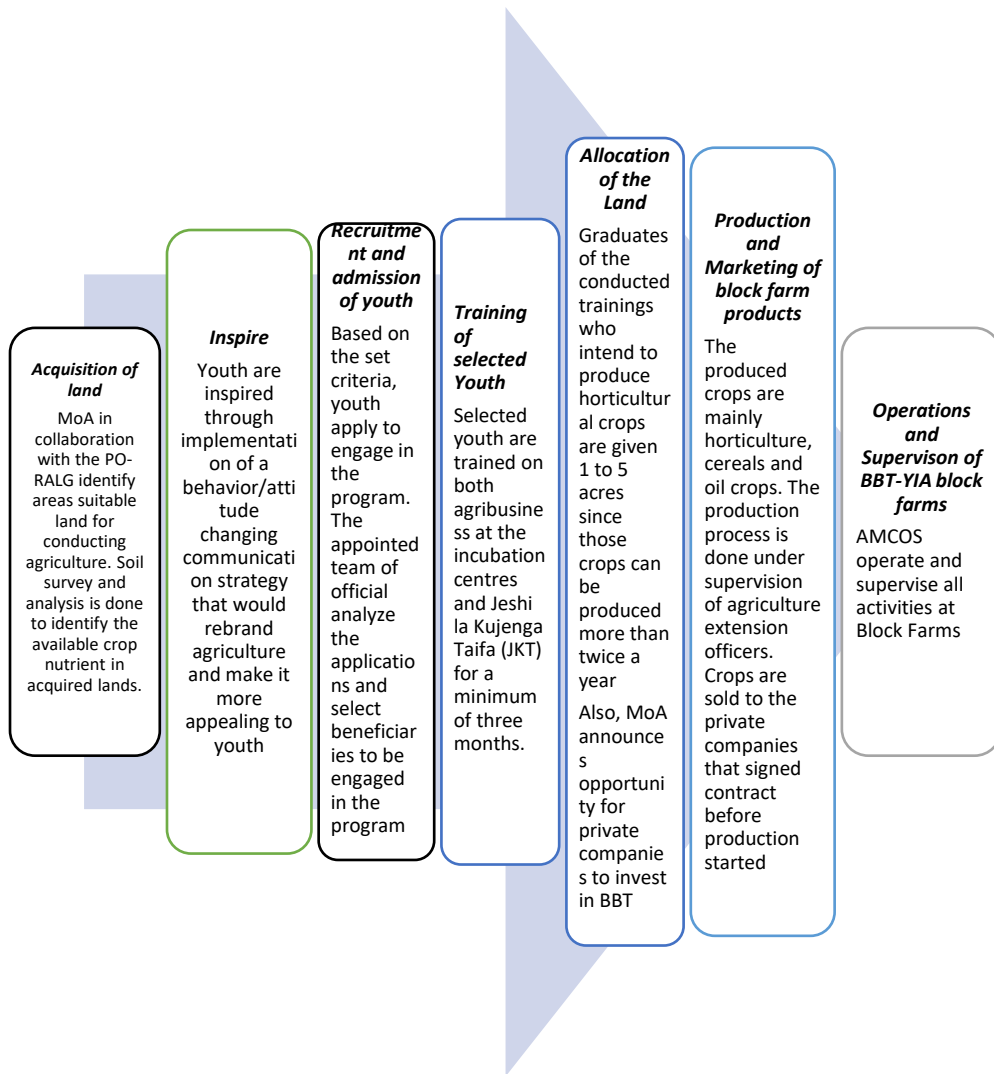 Acquisition of
land
MoA in
collaboration
with the PO-
RALG identify
areas suitable
land for
conducting
agriculture. Soil
survey and
analysis is done
to identify the
available crop
nutrient in
acquired lands.
Inspire
Youth are
inspired
through
implementati
on of a
behavior/atti
tude
changing
communicati
on strategy
that would
rebrand
agriculture
and make it
more
appealing to
youth
Recruitme
nt and
admission
of youth
Based on
the set
criteria,
youth
apply to
engage in
the
program.
The
appointed
team of
official
analyze
the
applicatio
ns and
select
beneficiar
ies to be
engaged
in the
program
Training
of
selected
Youth
Selected
youth are
trained on
both
agribusine
ss at the
incubation
centres
and Jeshi
la Kujenga
Taifa (JKT)
for a
minimum
of three
months.
Allocation
of the
Land
Graduates
of the
conducted
trainings
who
intend to
produce
horticultur
al crops
are given
1 to 5
acres
since
those
crops can
be
produced
more than
twice a
year
Also, MoA
announce
s
opportuni
ty for
private
companie
s to invest
in BBT
Production
and
Marketing of
block farm
products
The
produced
crops are
mainly
horticulture,
cereals and
oil crops. The
production
process is
done under
supervision
of agriculture
extension
officers.
Crops are
sold to the
private
companies
that signed
contract
before
production
started
Operations
and
Supervison of
BBT-YIA block
farms
AMCOS
operate and
supervise all
activities at
Block Farms